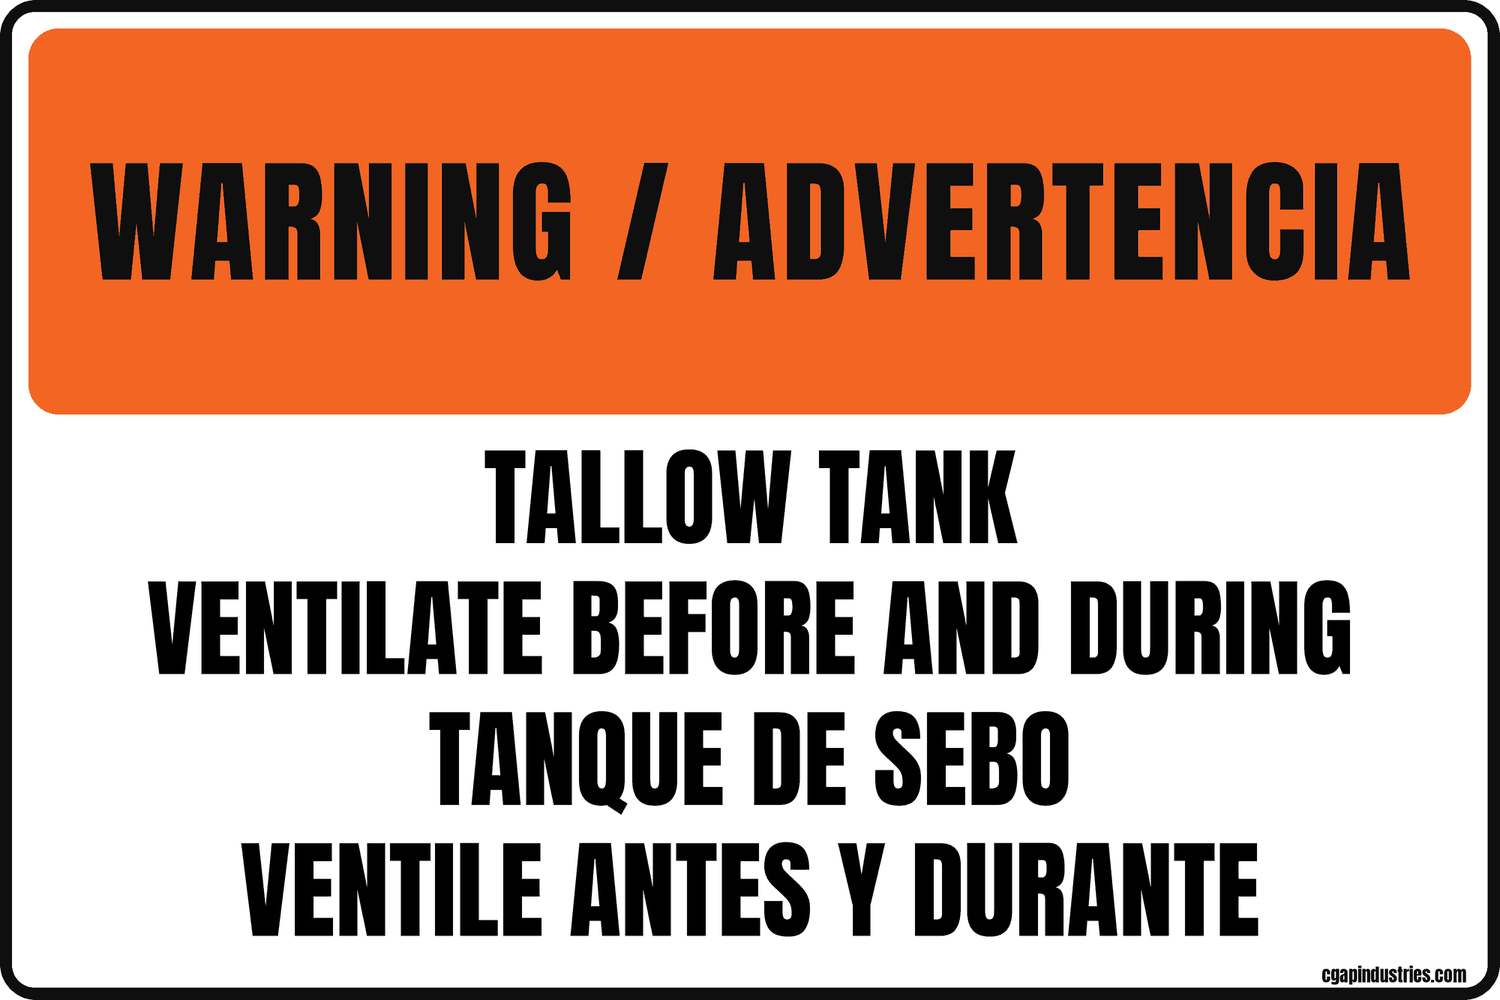 WARNING / ADVERTENCIA
TALLOW TANK
VENTILATE BEFORE AND DURING
TANQUE DE SEBO
VENTILE ANTES Y DURANTE
cgapindustries.com